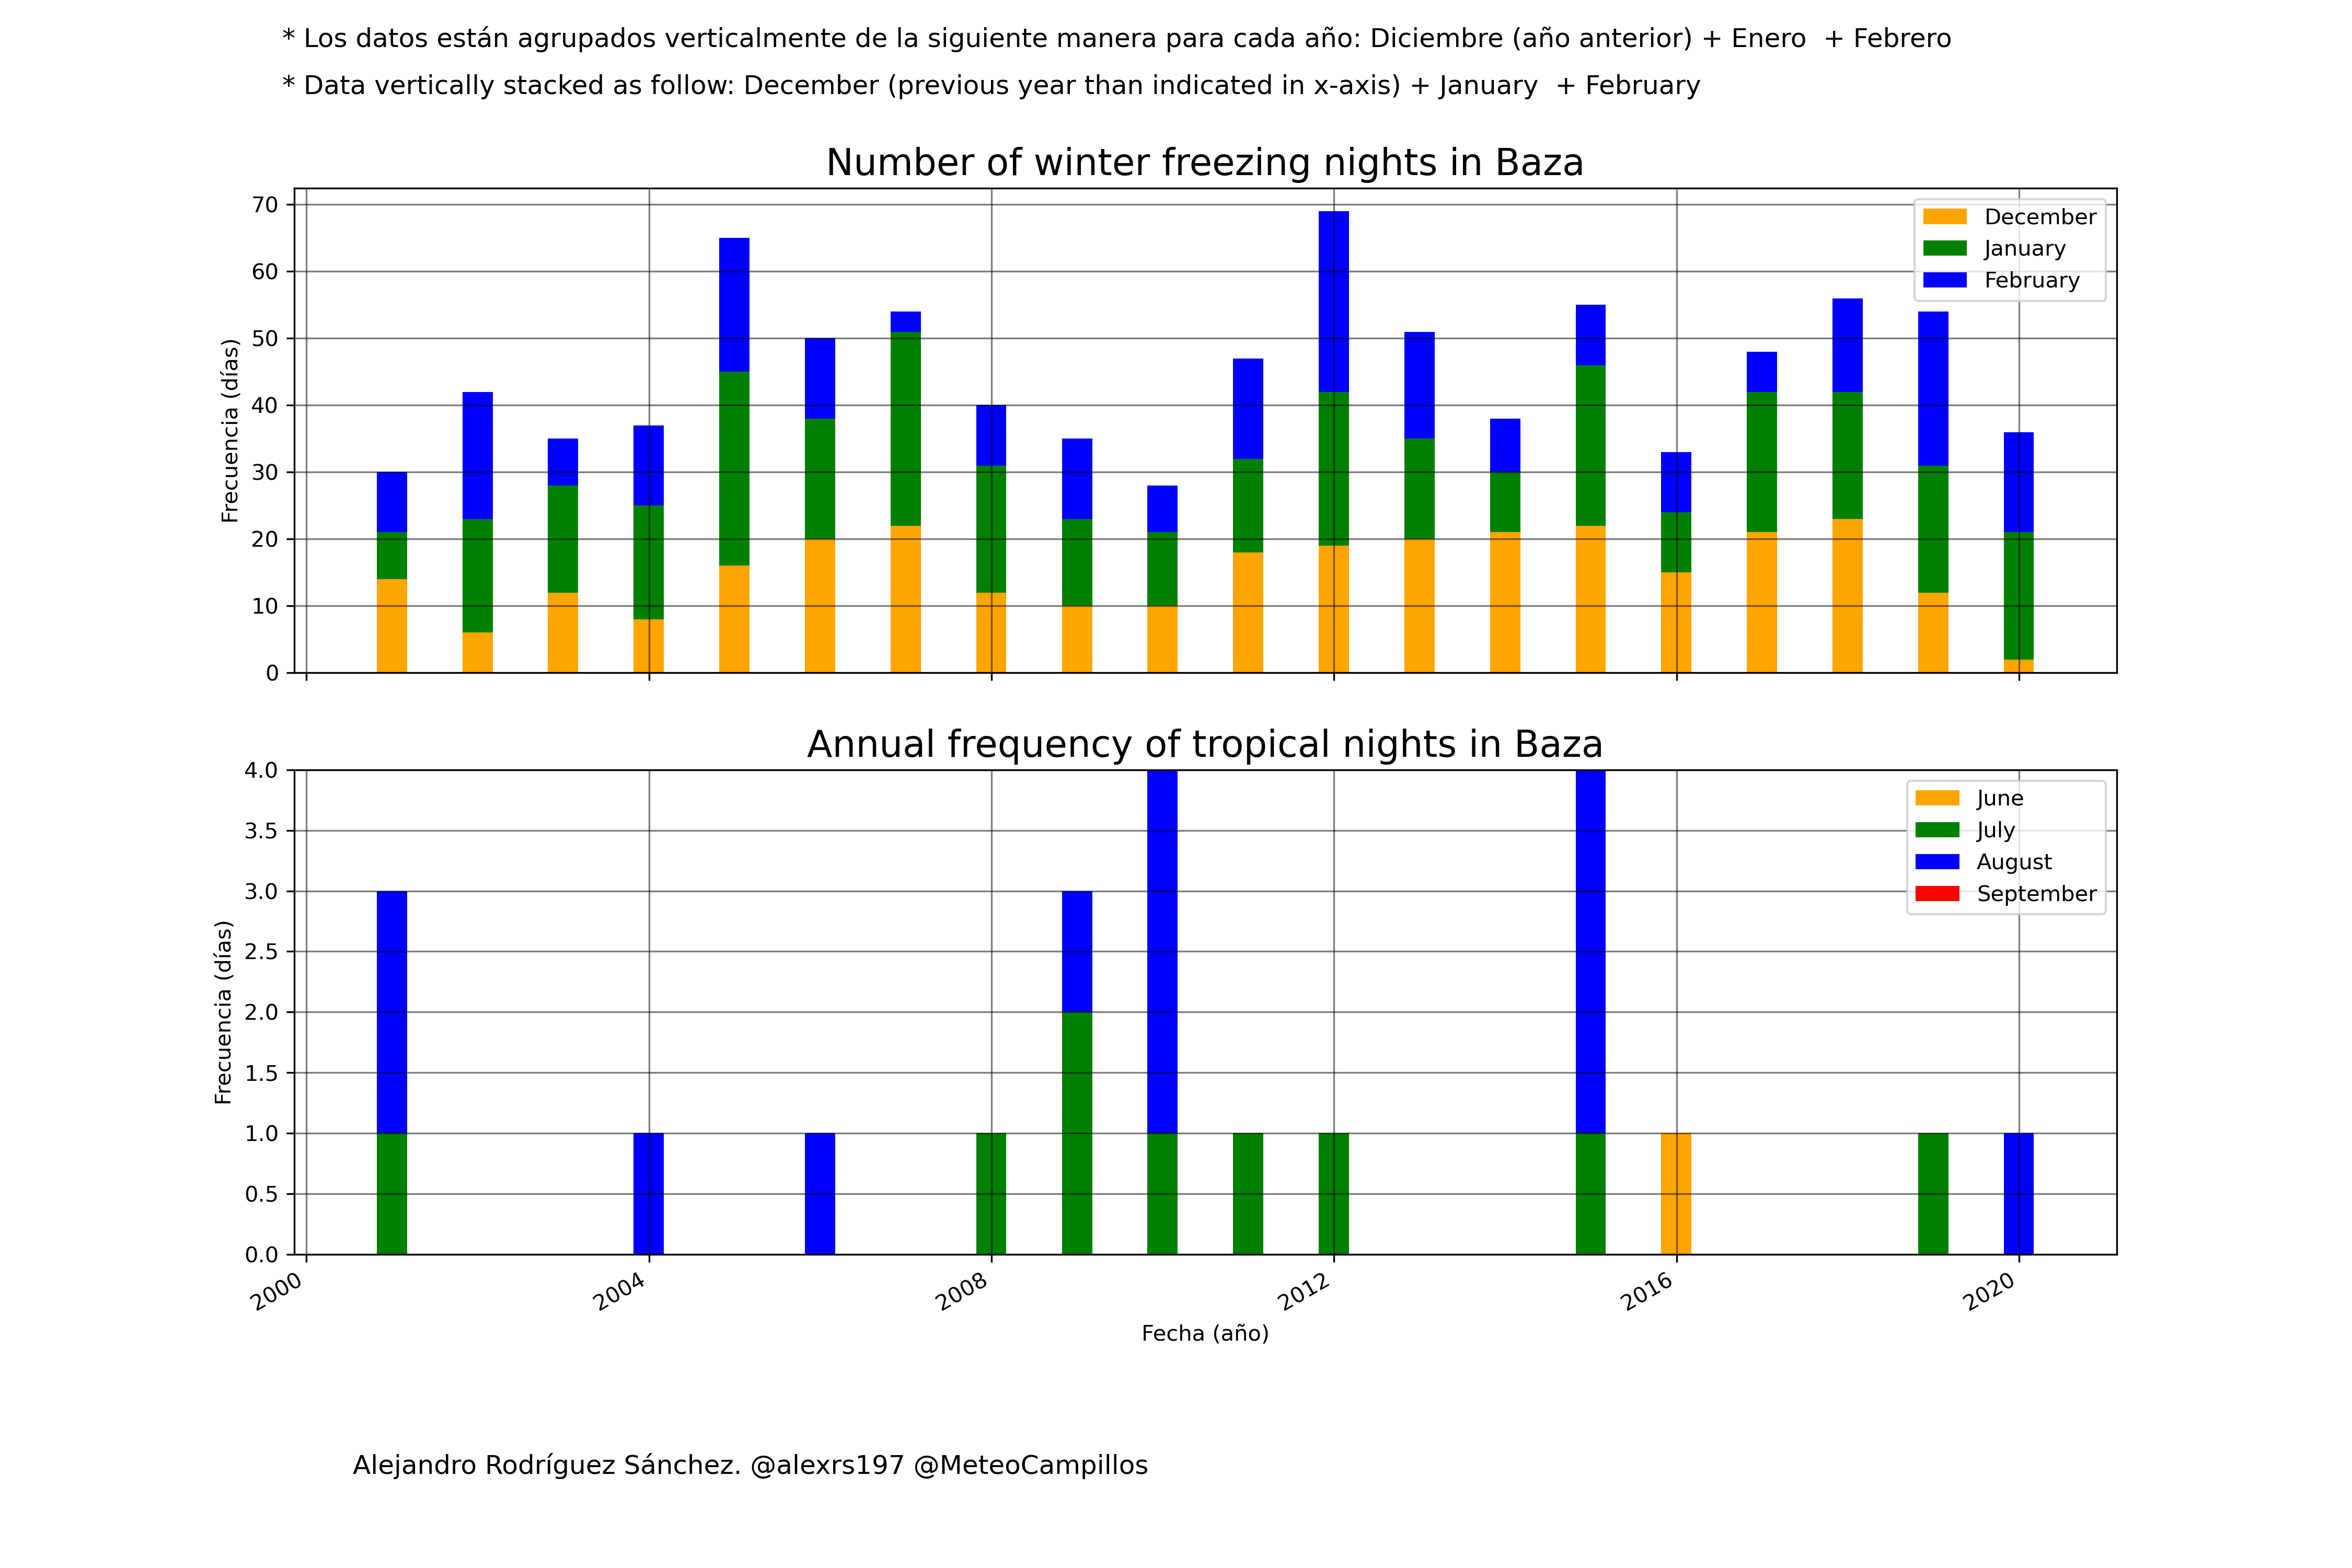 * Los datos están agrupados verticalmente de la siguiente manera para cada año: Diciembre (año anterior) + Enero  + Febrero
* Data vertically stacked as follow: December (previous year than indicated in x-axis) + January  + February
Number of winter freezing nights in Baza
70
60
50
40
30
20
10
0
Frecuencia (días)
December
January
February
Annual frequency of tropical nights in Baza
4.0
3.5
3.0
2.5
2.0
1.5
1.0
0.5
0.0
Frecuencia (días)
June
July
August
September
2000 2004 2008 2012 2016 2020
Fecha (año)
Alejandro Rodríguez Sánchez. @alexrs197 @MeteoCampillos